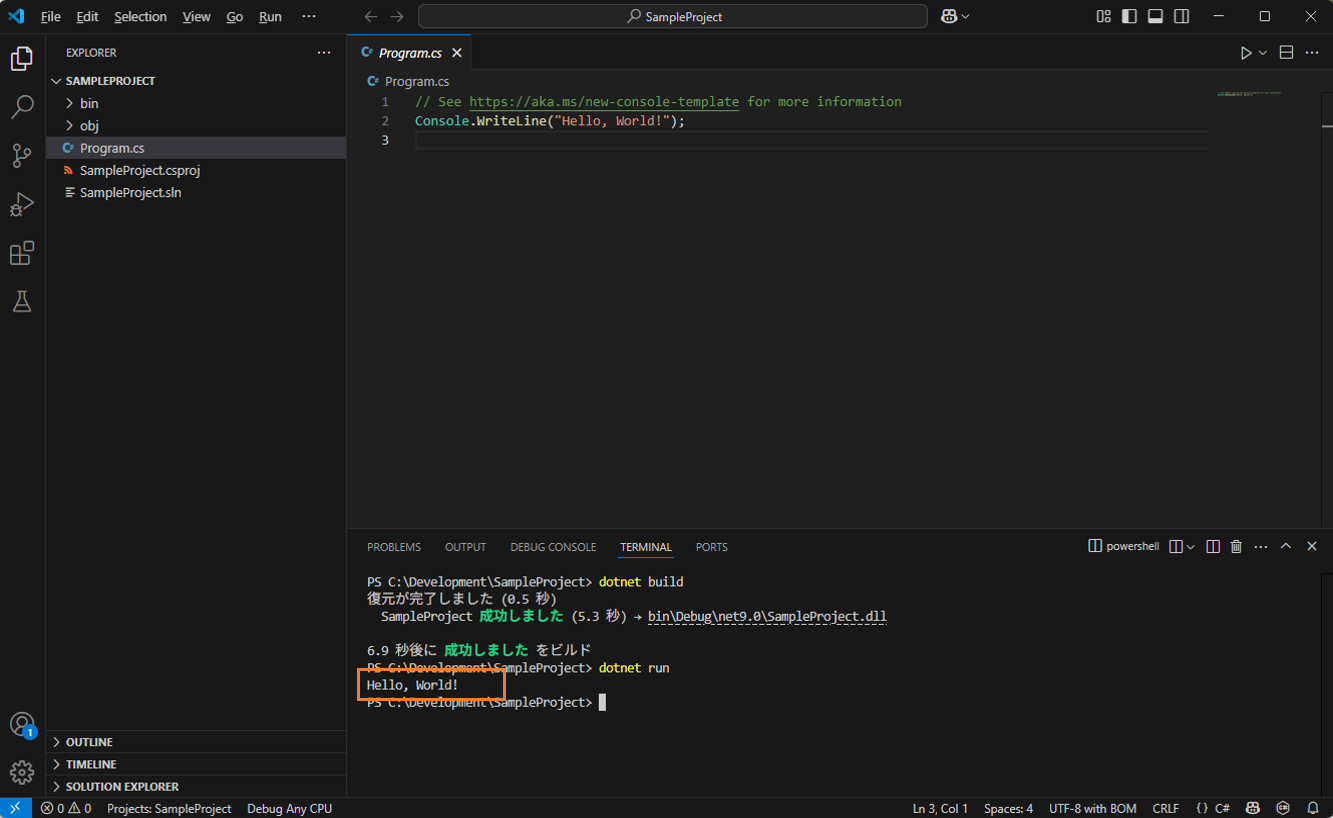 File Edit Selection View Go Run ··· SampleProject
EXPLORER ···
SAMPLEPROJECT
bin
obj
Program.cs
SampleProject.csproj
SampleProject.sln
OUTLINE
TIMELINE
SOLUTION EXPLORER
1
C# Program.cs
C# Program.cs
1 // See https://aka.ms/new-console-template for more information
2 Console.WriteLine("Hello, World!");
3
PROBLEMS OUTPUT DEBUG CONSOLE TERMINAL PORTS powershell
PS C:\Development\SampleProject> dotnet build
復元が完了しました (0.5 秒)
SampleProject 成功しました (5.3 秒) → bin\Debug\net9.0\SampleProject.dll
6.9 秒後に 成功しました をビルド
PS C:\Development\SampleProject> dotnet run
Hello, World!
PS C:\Development\SampleProject>
0 0 Projects: SampleProject Debug Any CPU Ln 3, Col 1 Spaces: 4 UTF-8 with BOM CRLF {} C#